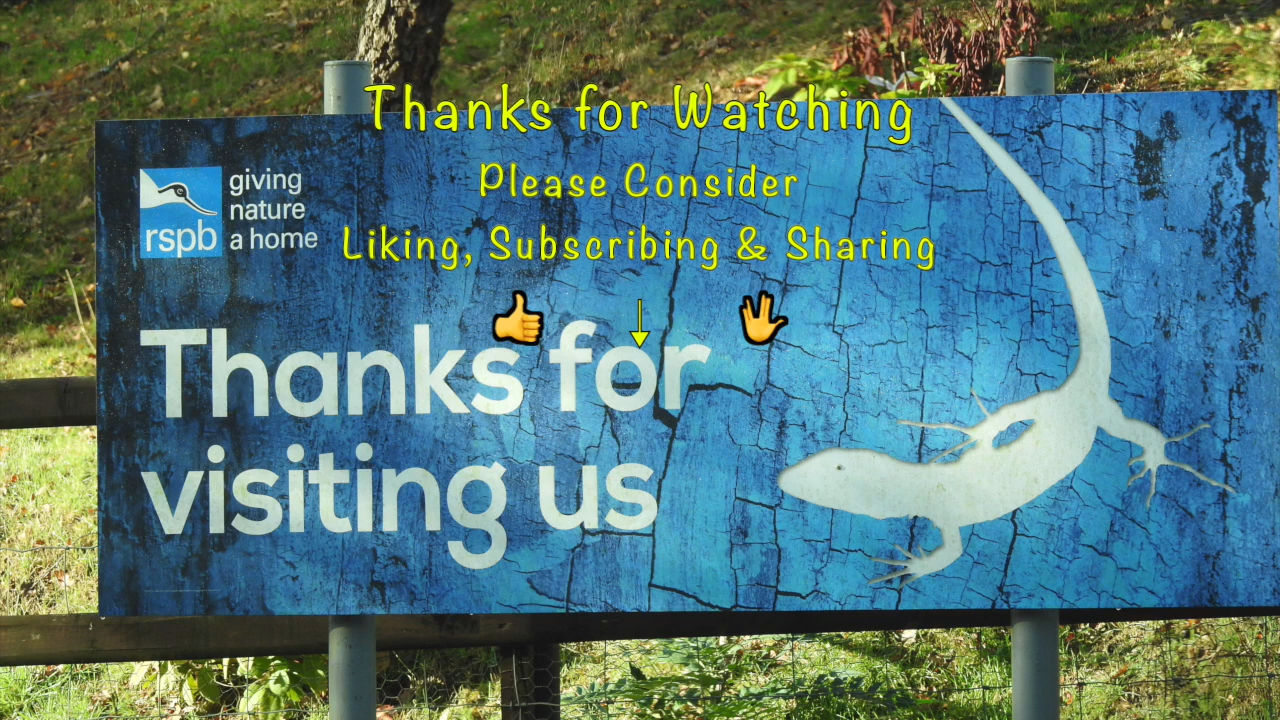 Thanks for Watching
Please Consider
Liking, Subscribing & Sharing
rspb
giving
nature
a home
Thanks for
visiting us